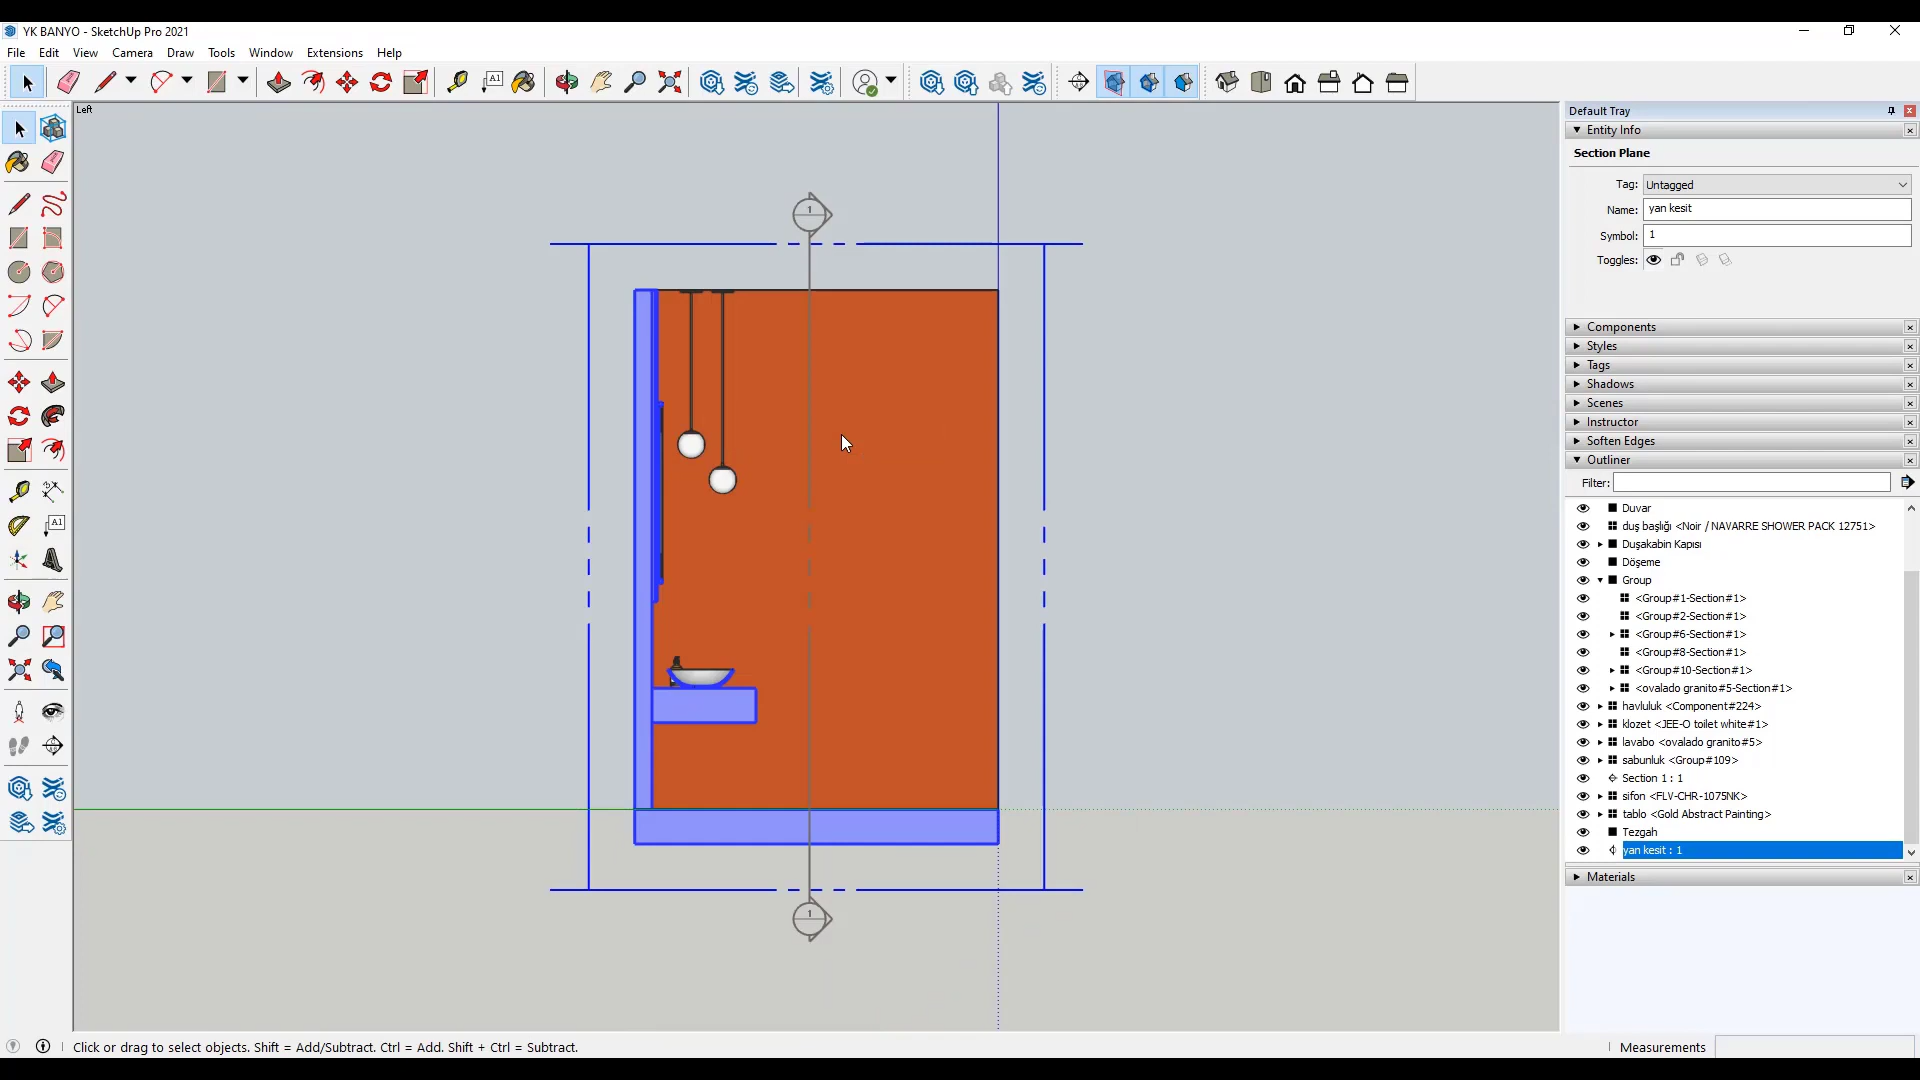 YK BANYO - SketchUp Pro 2021
File Edit View Camera Draw Tools Window Extensions Help
Left
1
1
Default Tray
Entity Info
Section Plane
Tag: Untagged
Name: yan kesit
Symbol: 1
Toggles:
Components
Styles
Tags
Shadows
Scenes
Instructor
Soften Edges
Outliner
Filter:
Duvar
duş başlığı <Noir / NAVARRE SHOWER PACK 12751>
Duşakabin Kapısı
Döşeme
Group
<Group#1-Section#1>
<Group#2-Section#1>
<Group#6-Section#1>
<Group#8-Section#1>
<Group#10-Section#1>
<ovalado granito#5-Section#1>
havluluk <Component#224>
klozet <JEE-O toilet white#1>
lavabo <ovalado granito#5>
sabunluk <Group#109>
Section 1 : 1
sifon <FLV-CHR-1075NK>
tablo <Gold Abstract Painting>
Tezgah
yan kesit : 1
Materials
Click or drag to select objects. Shift = Add/Subtract. Ctrl = Add. Shift + Ctrl = Subtract.
Measurements